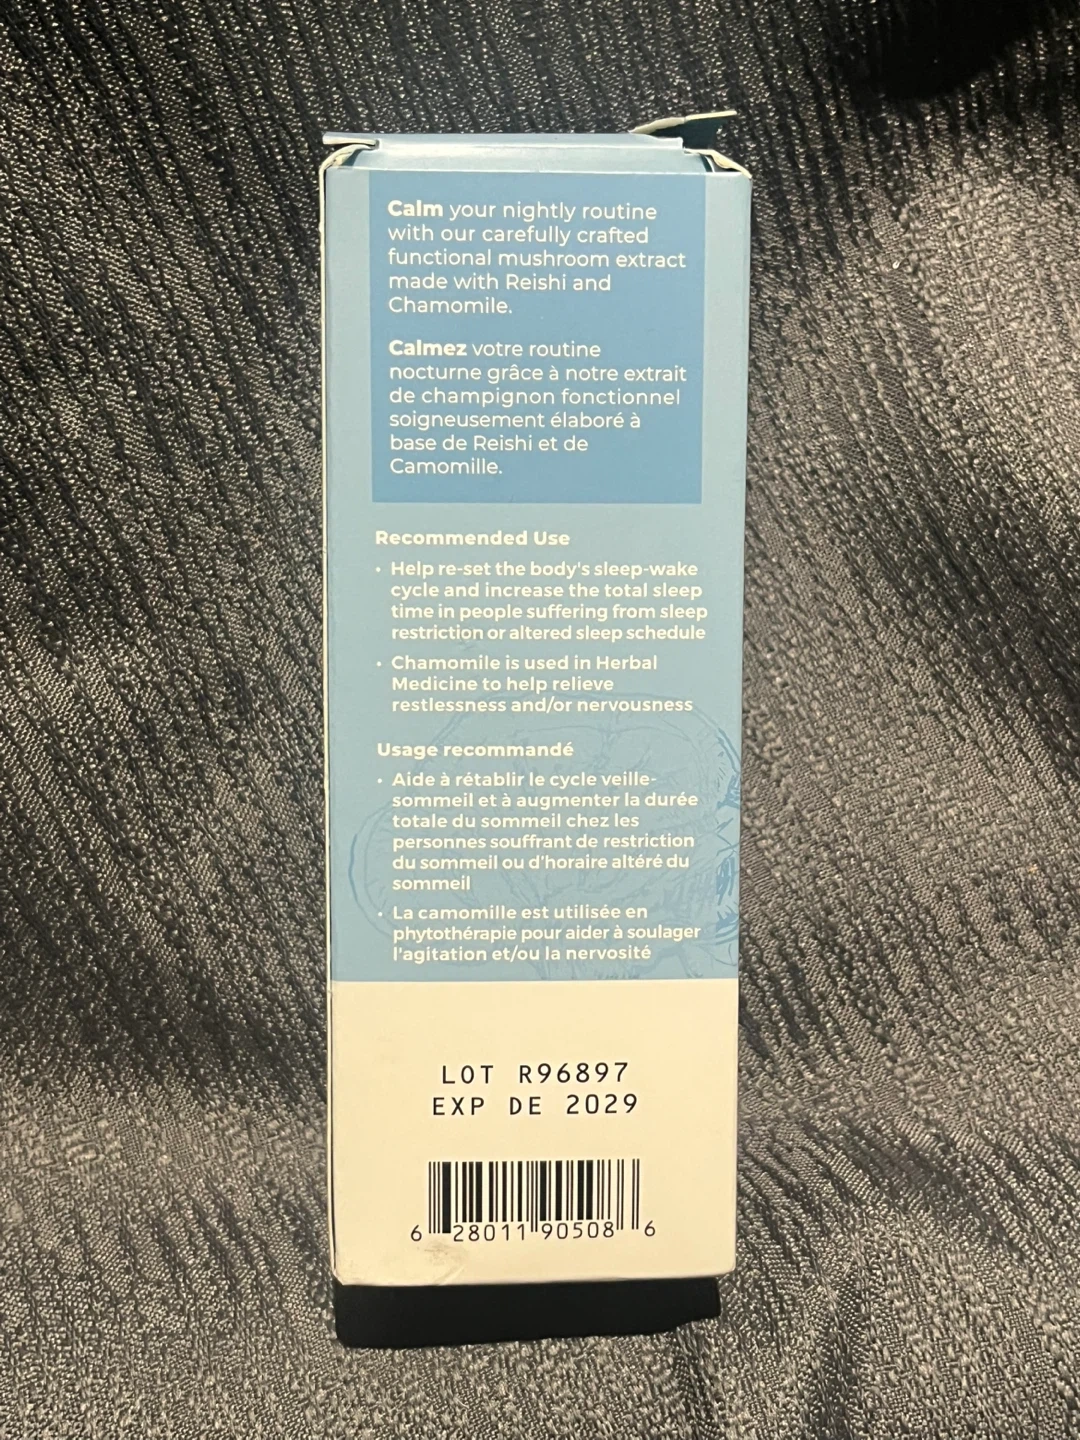 Calm your nightly routine
with our carefully crafted
functional mushroom extract
made with Reishi and
Chamomile.
Calmez votre routine
nocturne grâce à notre extrait
de champignon fonctionnel
soigneusement élaboré à
base de Reishi et de
Camomille.
Recommended Use
• Help re-set the body's sleep-wake
cycle and increase the total sleep
time in people suffering from sleep
restriction or altered sleep schedule
• Chamomile is used in Herbal
Medicine to help relieve
restlessness and/or nervousness
Usage recommandé
• Aide à rétablir le cycle veille-
sommeil et à augmenter la durée
totale du sommeil chez les
personnes souffrant de restriction
du sommeil ou d'horaire altéré du
sommeil
• La camomille est utilisée en
phytothérapie pour aider à soulager
l'agitation et/ou la nervosité
LOT R96897
EXP DE 2029
6 28011 90508 6